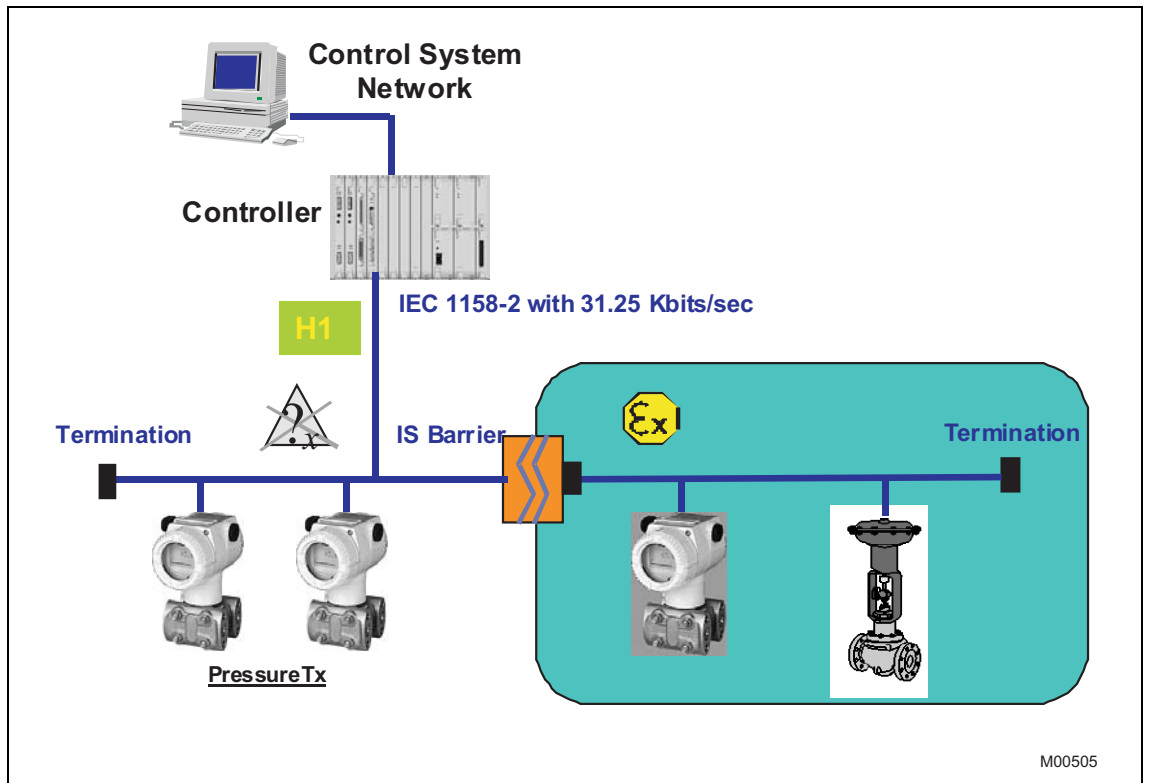 Control System
Network
Controller
IEC 1158-2 with 31.25 Kbits/sec
H1
?x
Ex
Termination
IS Barrier
Termination
PressureTx
M00505